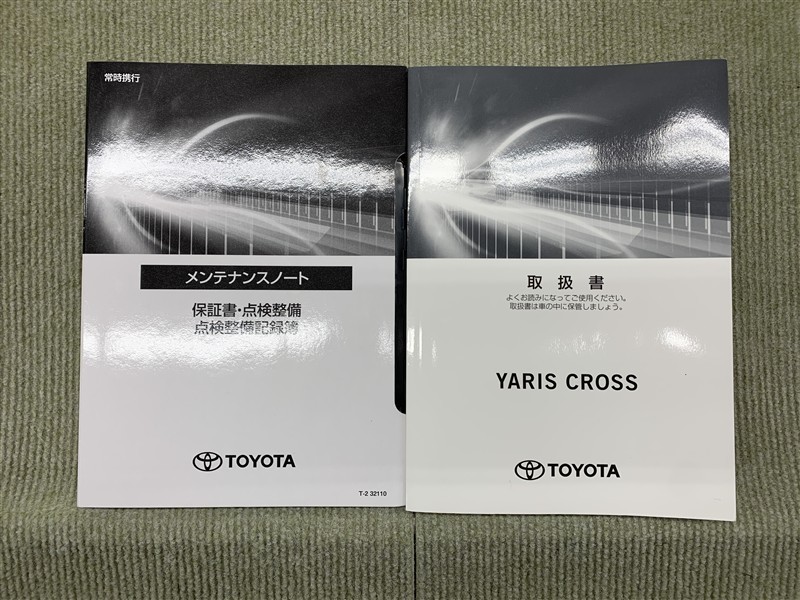 常時携行
メンテナンスノート
保証書・点検整備
点検整備記録簿
TOYOTA
T-2 32110
取扱書
よくお読みになってご使用ください。
取扱書は車の中に保管しましょう。
YARIS CROSS
TOYOTA